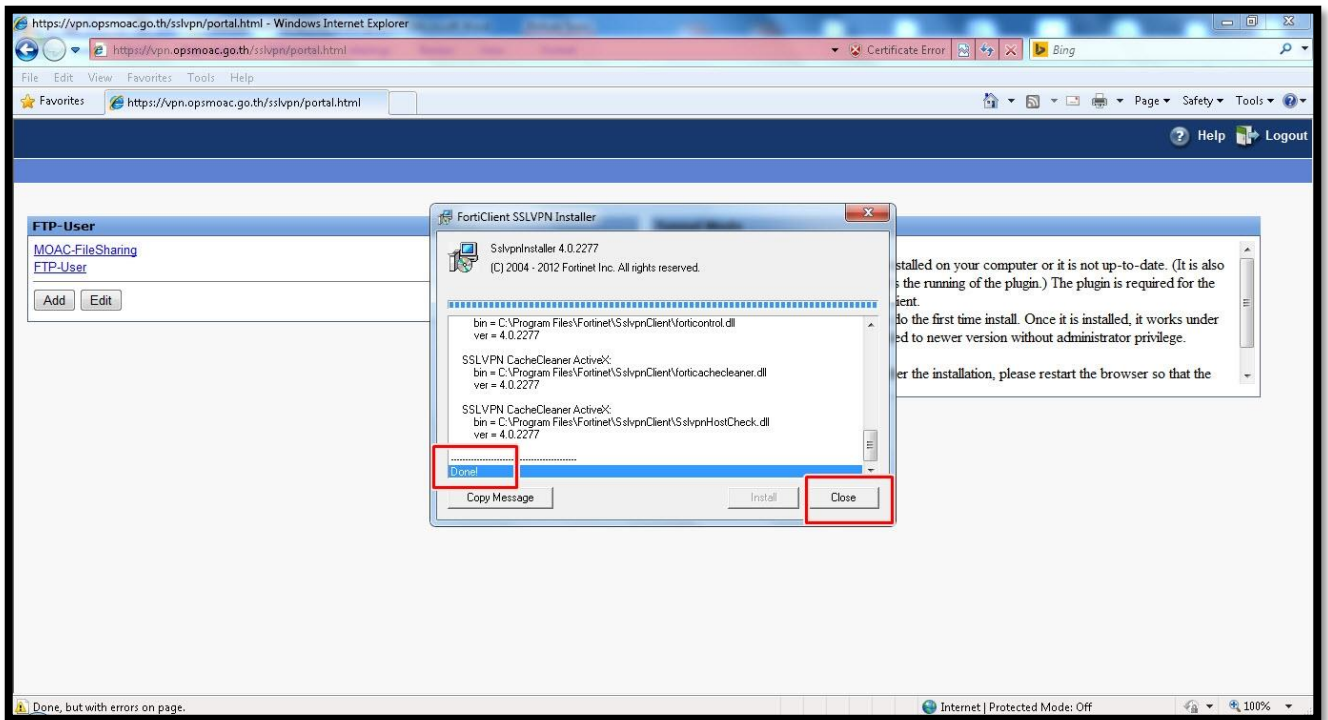 https://vpn.opsmoac.go.th/sslvpn/portal.html - Windows Internet Explorer
https://vpn.opsmoac.go.th/sslvpn/portal.html
Certificate Error
Bing
File Edit View Favorites Tools Help
Favorites
https://vpn.opsmoac.go.th/sslvpn/portal.html
Page Safety Tools
Help Logout
FTP-User
MOAC-FileSharing
FTP-User
Add Edit
FortiClient SSLVPN Installer
SslvpnInstaller 4.0.2277
(C) 2004 - 2012 Fortinet Inc. All rights reserved.
bin = C:\Program Files\Fortinet\SslvpnClient\forticontrol.dll
ver = 4.0.2277
SSLVPN CacheCleaner ActiveX:
bin = C:\Program Files\Fortinet\SslvpnClient\forticachecleaner.dll
ver = 4.0.2277
SSLVPN CacheCleaner ActiveX:
bin = C:\Program Files\Fortinet\SslvpnClient\SslvpnHostCheck.dll
ver = 4.0.2277
--------------------------------------------
Done!
Copy Message Install Close
stalled on your computer or it is not up-to-date. (It is also
s the running of the plugin.) The plugin is required for the
ient.
do the first time install. Once it is installed, it works under
ed to newer version without administrator privilege.
er the installation, please restart the browser so that the
Done, but with errors on page.
Internet | Protected Mode: Off
100%